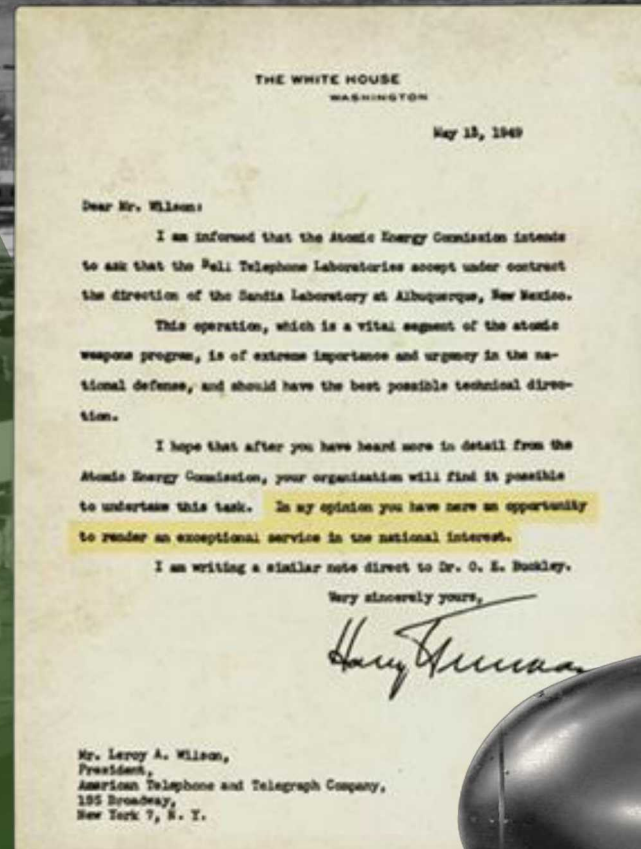 THE WHITE HOUSE
WASHINGTON
May 13, 1949
Dear Mr. Wilson:
I am informed that the Atomic Energy Commission intends
to ask that the Bell Telephone Laboratories accept under contract
the direction of the Sandia Laboratory at Albuquerque, New Mexico.
This operation, which is a vital segment of the atomic
weapons program, is of extreme importance and urgency in the na-
tional defense, and should have the best possible technical direc-
tion.
I hope that after you have heard more in detail from the
Atomic Energy Commission, your organization will find it possible
to undertake this task. In my opinion you have here an opportunity
to render an exceptional service in the national interest.
I am writing a similar note direct to Dr. O. E. Buckley.
Very sincerely yours,
Harry Truman
Mr. Leroy A. Wilson,
President,
American Telephone and Telegraph Company,
195 Broadway,
New York 7, N. Y.